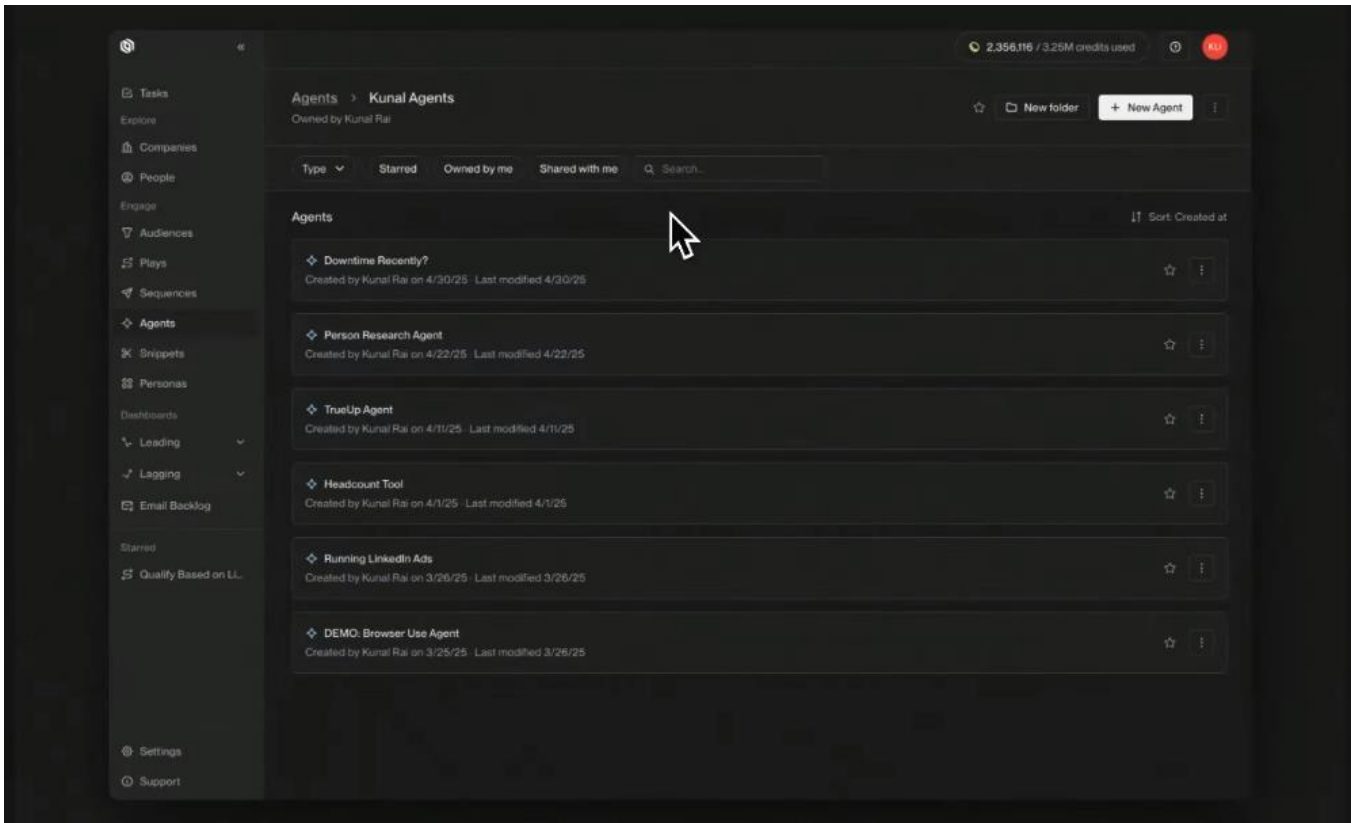 2,356,116 / 3.25M credits used
KU
Tasks
Explore
Companies
People
Engage
Audiences
Plays
Sequences
Agents
Snippets
Personas
Dashboards
Leading
Lagging
Email Backlog
Starred
Qualify Based on Li...
Settings
Support
Agents > Kunal Agents
Owned by Kunal Rai
New folder
+ New Agent
Type Starred Owned by me Shared with me Search...
Agents
Sort: Created at
Downtime Recently?
Created by Kunal Rai on 4/30/25 · Last modified 4/30/25
Person Research Agent
Created by Kunal Rai on 4/22/25 · Last modified 4/22/25
TrueUp Agent
Created by Kunal Rai on 4/11/25 · Last modified 4/11/25
Headcount Tool
Created by Kunal Rai on 4/1/25 · Last modified 4/1/25
Running LinkedIn Ads
Created by Kunal Rai on 3/26/25 · Last modified 3/26/25
DEMO: Browser Use Agent
Created by Kunal Rai on 3/25/25 · Last modified 3/26/25